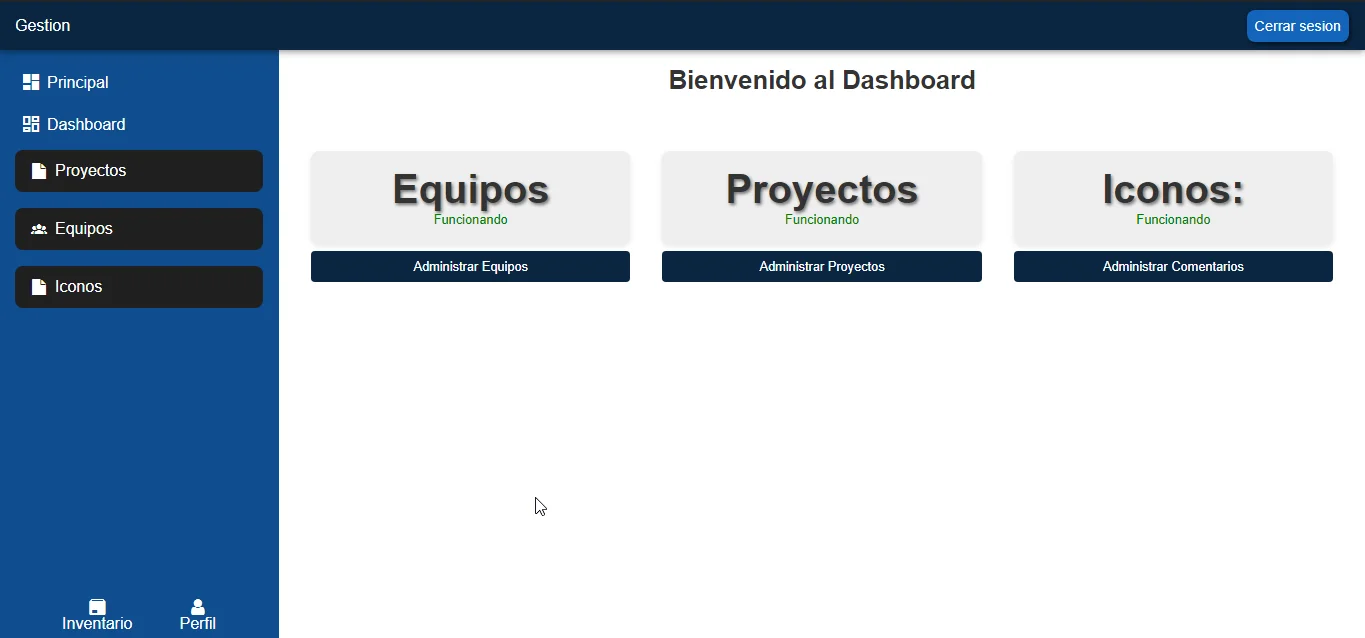 Gestion
Cerrar sesion
Principal
Dashboard
Proyectos
Equipos
Iconos
Inventario
Perfil
Bienvenido al Dashboard
Equipos
Funcionando
Administrar Equipos
Proyectos
Funcionando
Administrar Proyectos
Iconos:
Funcionando
Administrar Comentarios